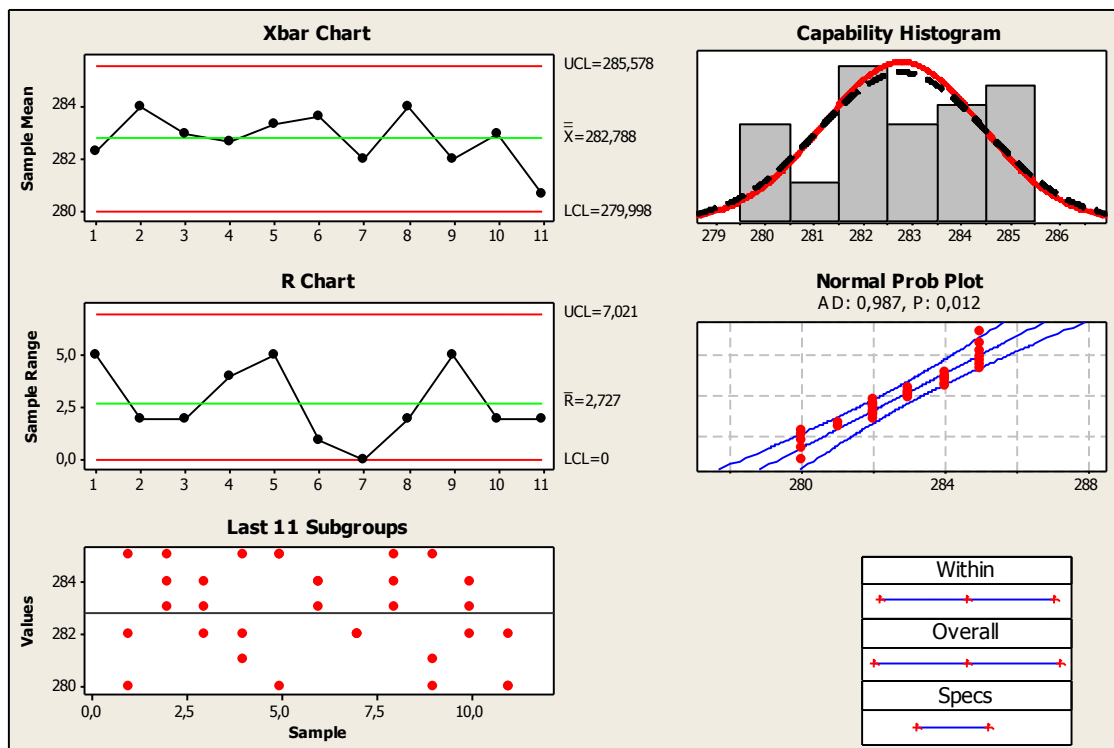 Xbar Chart
Sample Mean
284
282
280
1 2 3 4 5 6 7 8 9 10 11
UCL=285,578
X=282,788
LCL=279,998
Capability Histogram
279 280 281 282 283 284 285 286
R Chart
Sample Range
5,0
2,5
0,0
1 2 3 4 5 6 7 8 9 10 11
UCL=7,021
R=2,727
LCL=0
Normal Prob Plot
AD: 0,987, P: 0,012
280 284 288
Last 11 Subgroups
Values
284
282
280
0,0 2,5 5,0 7,5 10,0
Sample
Within
Overall
Specs